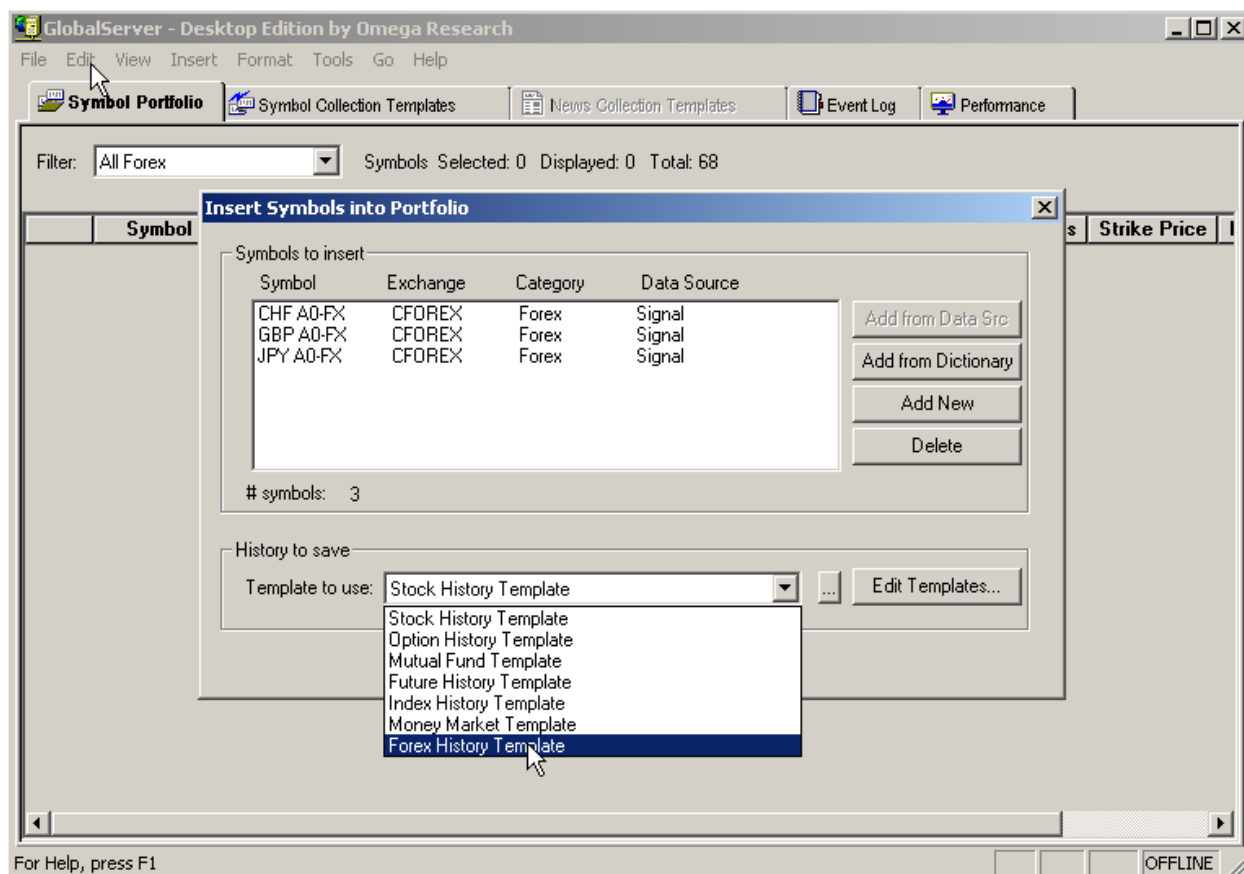 GlobalServer - Desktop Edition by Omega Research
File Edit View Insert Format Tools Go Help
Symbol Portfolio Symbol Collection Templates News Collection Templates Event Log Performance
Filter: All Forex Symbols Selected: 0 Displayed: 0 Total: 68
Insert Symbols into Portfolio
Symbol s Strike Price
Symbols to insert
Symbol Exchange Category Data Source
CHF A0-FX CFOREX Forex Signal
GBP A0-FX CFOREX Forex Signal
JPY A0-FX CFOREX Forex Signal
Add from Data Src
Add from Dictionary
Add New
Delete
# symbols: 3
History to save
Template to use: Stock History Template ... Edit Templates...
Stock History Template
Option History Template
Mutual Fund Template
Future History Template
Index History Template
Money Market Template
Forex History Template
For Help, press F1 OFFLINE